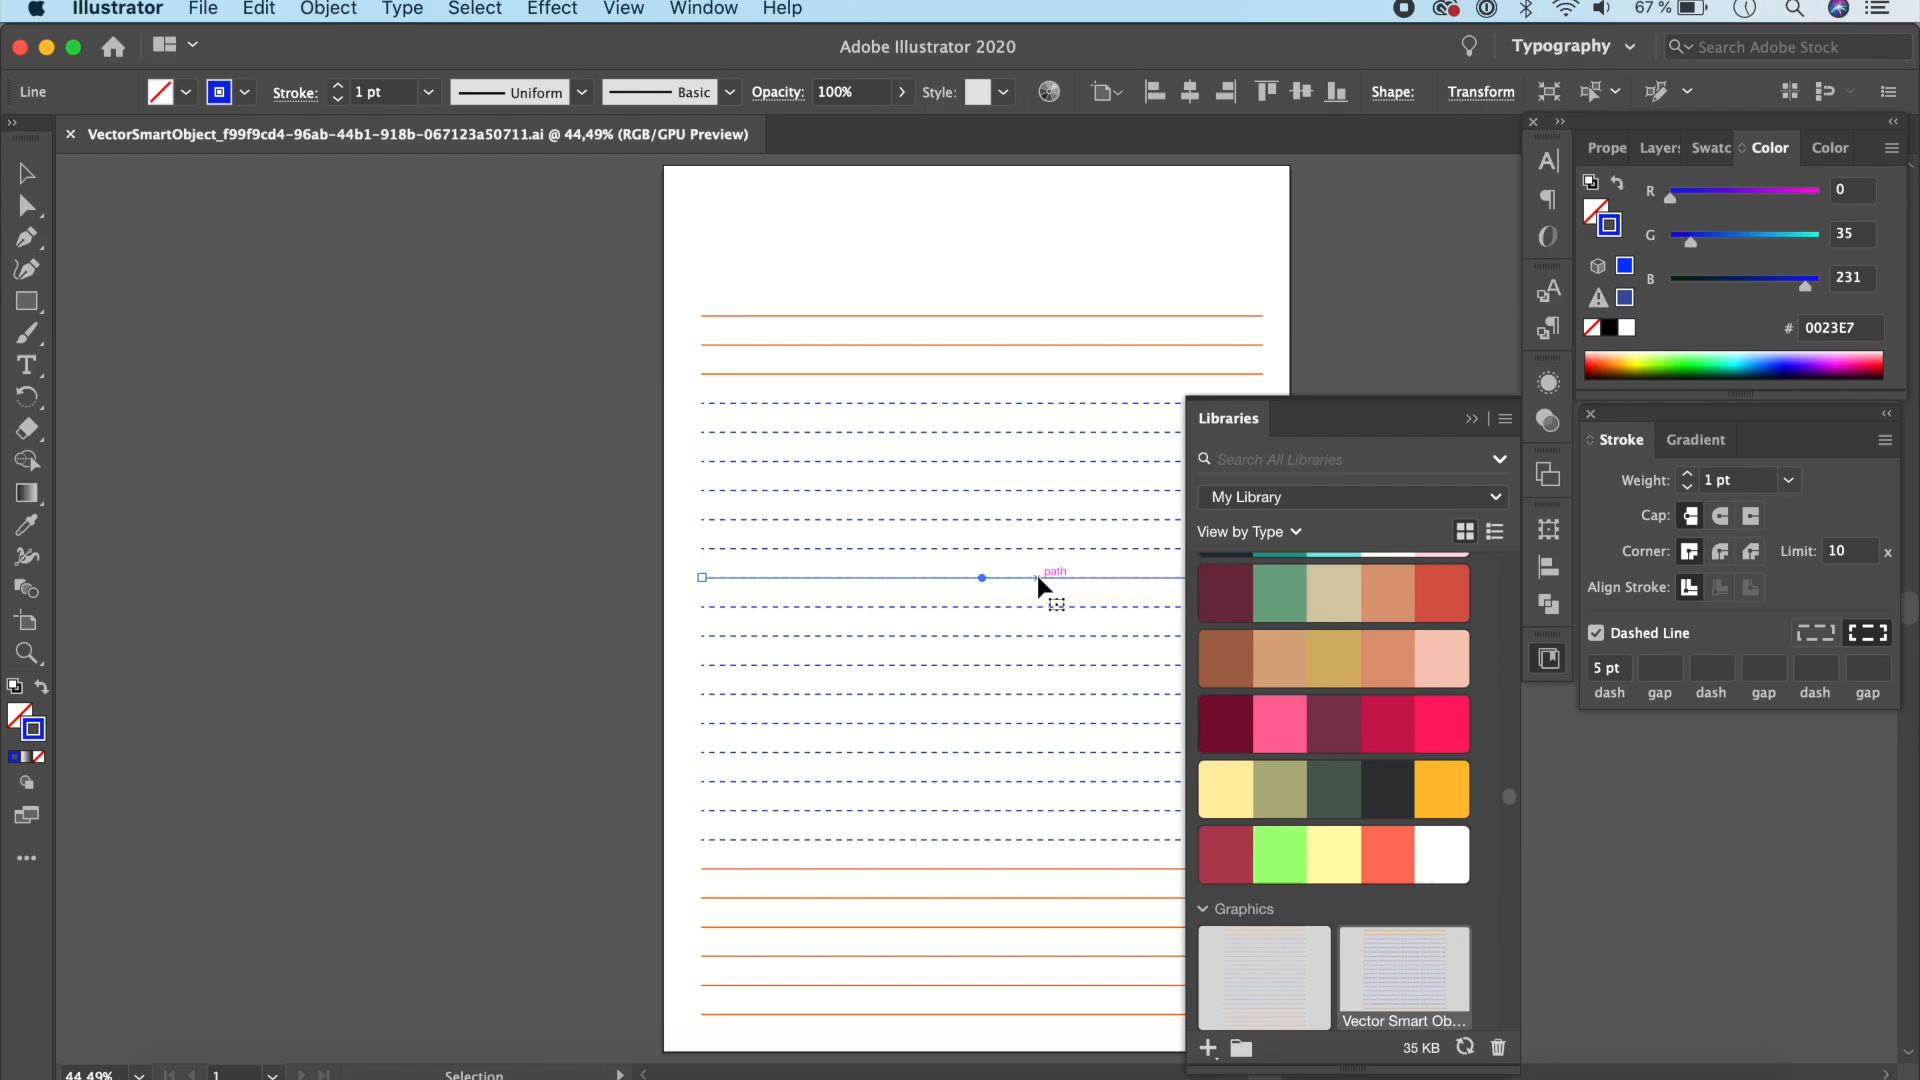 Illustrator File Edit Object Type Select Effect View Window Help
67 %
Adobe Illustrator 2020
Typography
Search Adobe Stock
Line
Stroke:
1 pt
Uniform
Basic
Opacity:
100%
Style:
Shape:
Transform
VectorSmartObject_f99f9cd4-96ab-44b1-918b-067123a50711.ai @ 44,49% (RGB/GPU Preview)
Prope Layers Swatc Color Color
R 0
G 35
B 231
# 0023E7
Libraries
Search All Libraries
My Library
View by Type
path
Stroke Gradient
Weight: 1 pt
Cap:
Corner: Limit: 10 x
Align Stroke:
Dashed Line
5 pt
dash gap dash gap dash gap
Graphics
Vector Smart Ob...
35 KB
44,49%
1
Selection